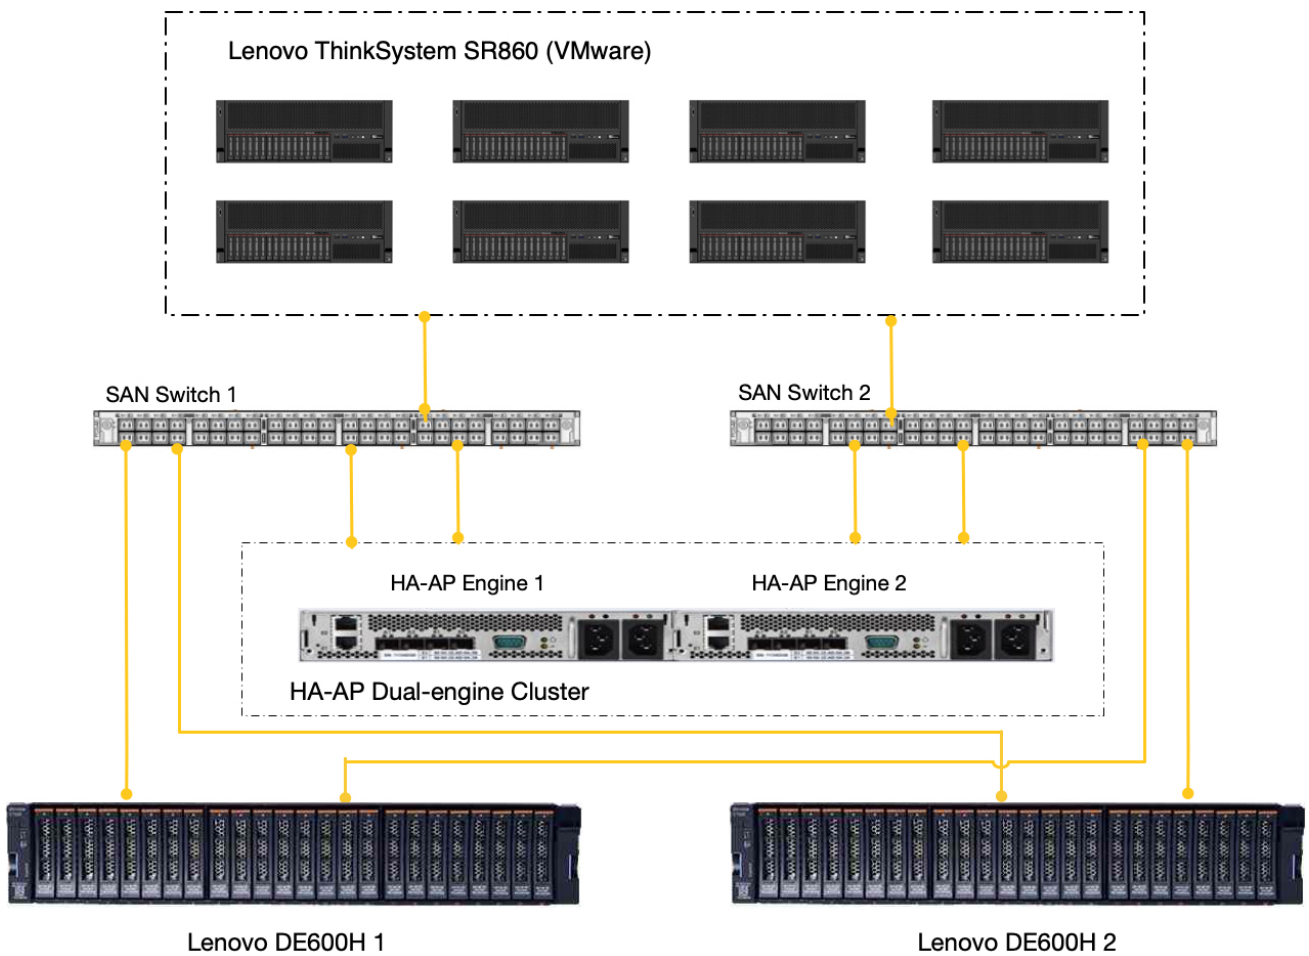 Lenovo ThinkSystem SR860 (VMware)
SAN Switch 1
SAN Switch 2
HA-AP Engine 1
HA-AP Engine 2
HA-AP Dual-engine Cluster
Lenovo DE600H 1
Lenovo DE600H 2